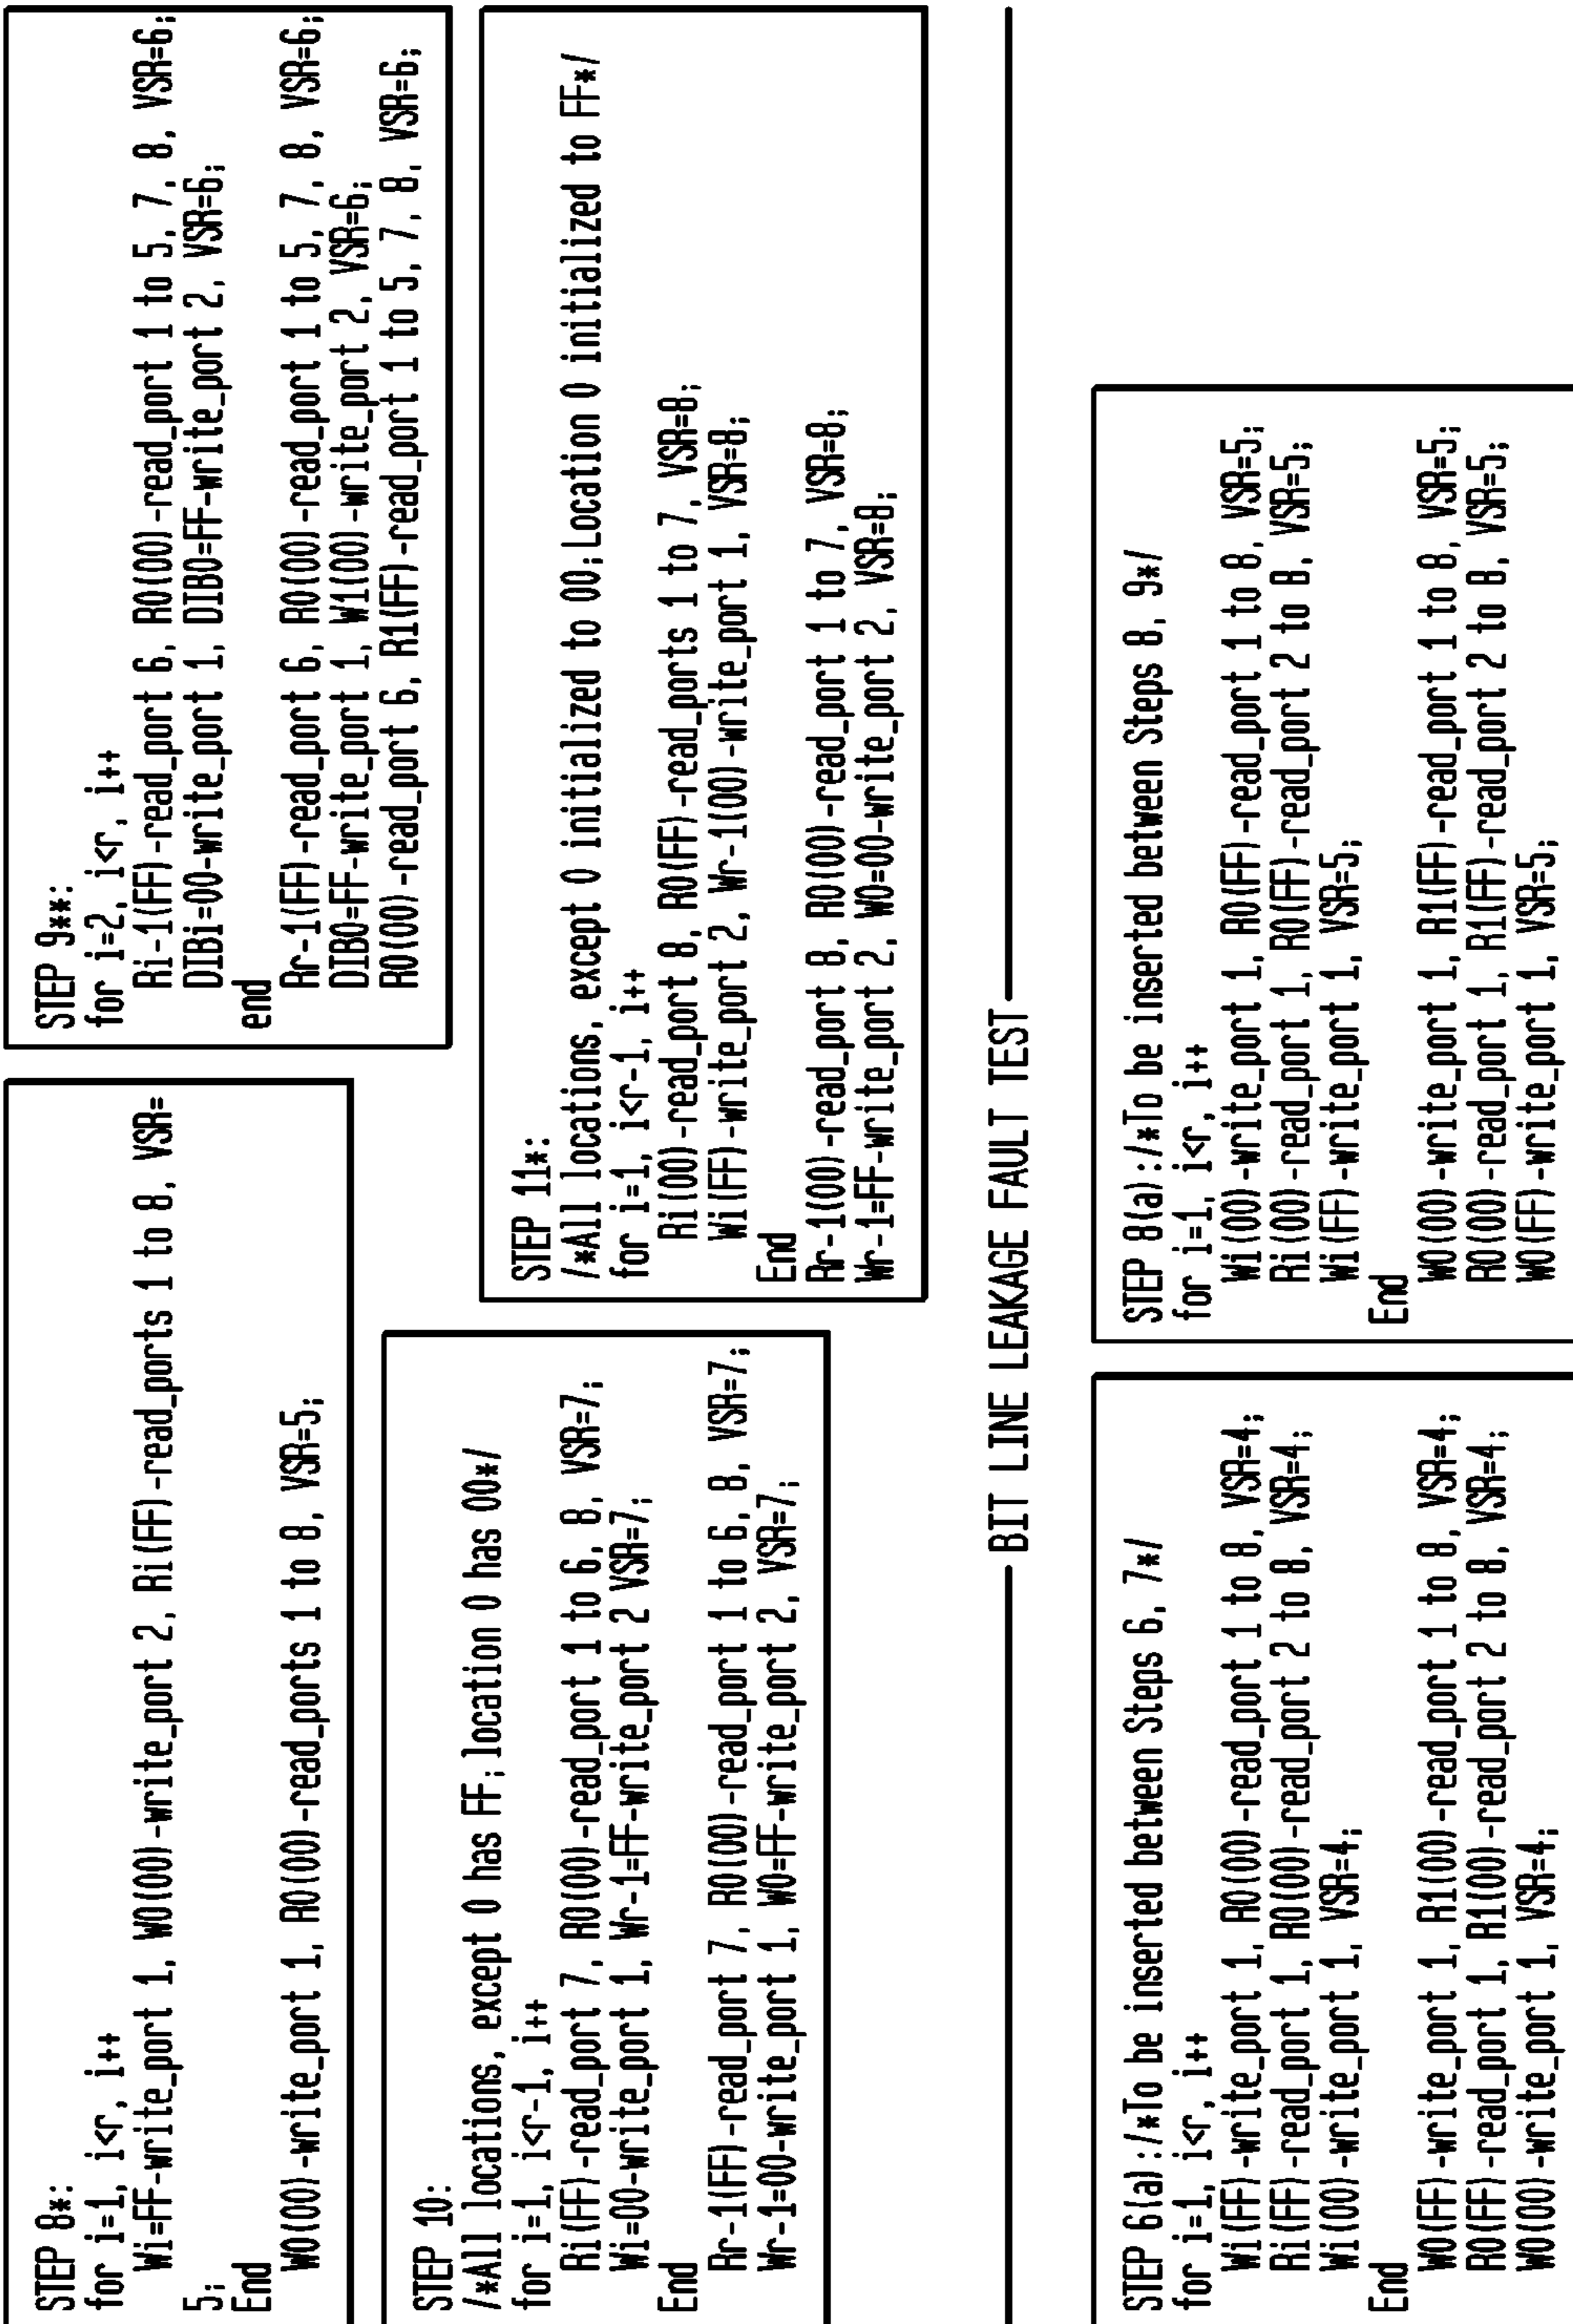 STEP 8*:
for i=1, i<r, i++
Wi=FF-write_port 1, W0(00)-write_port 2, Ri(FF)-read_ports 1 to 8, VSR=
5;
End
W0(00)-write_port 1, R0(00)-read_ports 1 to 8, VSR=5;
STEP 9**:
for i=2, i<r, i++
Ri-1(FF)-read_port 6, R0(00)-read_port 1 to 5, 7, 8, VSR=6;
DIBi=00-write_port 1, DIB0=FF-write_port 2, VSR=6;
end
Rr-1(FF)-read_port 6, R0(00)-read_port 1 to 5, 7, 8, VSR=6;
DIB0=FF-write_port 1, W1(00)-write_port 2, VSR=6;
R0(00)-read_port 6, R1(FF)-read_port 1 to 5, 7, 8, VSR=6;
STEP 10:
/*All locations, except 0 has FF; location 0 has 00*/
for i=1, i<r-1, i++
Ri(FF)-read_port 7, R0(00)-read_port 1 to 6, 8, VSR=7;
Wi=00-write_port 1, Wr-1=FF-write_port 2 VSR=7;
End
Rr-1(FF)-read_port 7, R0(00)-read_port 1 to 6, 8, VSR=7;
Wr-1=00-write_port 1, W0=FF-write_port 2, VSR=7;
STEP 11*:
/*All locations, except 0 initialized to 00;Location 0 initialized to FF*/
for i=1, i<r-1, i++
Ri(00)-read_port 8, R0(FF)-read_ports 1 to 7, VSR=8;
Wi(FF)-write_port 2, Wr-1(00)-write_port 1, VSR=8;
End
Rr-1(00)-read_port 8, R0(00)-read_port 1 to 7, VSR=8;
Wr-1=FF-write_port 2, W0=00-write_port 2, VSR=8;
BIT LINE LEAKAGE FAULT TEST
STEP 6(a):/*To be inserted between Steps 6, 7*/
for i=1, i<r, i++
Wi(FF)-write_port 1, R0(00)-read_port 1 to 8, VSR=4;
Ri(FF)-read_port 1, R0(00)-read_port 2 to 8, VSR=4;
Wi(00)-write_port 1, VSR=4;
End
W0(FF)-write_port 1, R1(00)-read_port 1 to 8, VSR=4;
R0(FF)-read_port 1, R1(00)-read_port 2 to 8, VSR=4;
W0(00)-write_port 1, VSR=4;
STEP 8(a):/*To be inserted between Steps 8, 9*/
for i=1, i<r, i++
Wi(00)-write_port 1, R0(FF)-read_port 1 to 8, VSR=5;
Ri(00)-read_port 1, R0(FF)-read_port 2 to 8, VSR=5;
Wi(FF)-write_port 1, VSR=5;
End
W0(00)-write_port 1, R1(FF)-read_port 1 to 8, VSR=5;
R0(00)-read_port 1, R1(FF)-read_port 2 to 8, VSR=5;
W0(FF)-write_port 1, VSR=5;